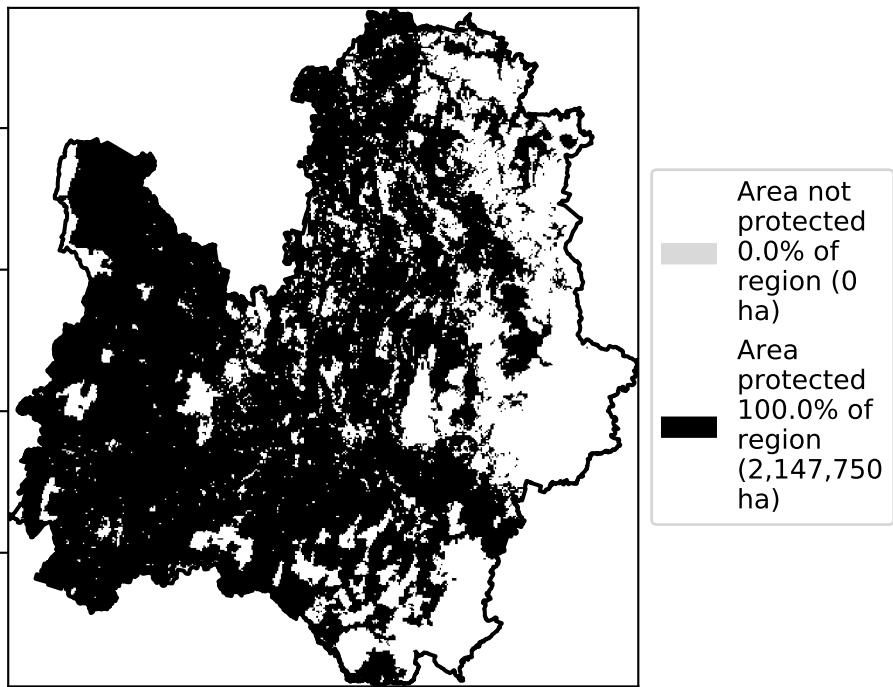 Area not
protected
0.0% of
region (0
ha)
Area
protected
100.0% of
region
(2,147,750
ha)